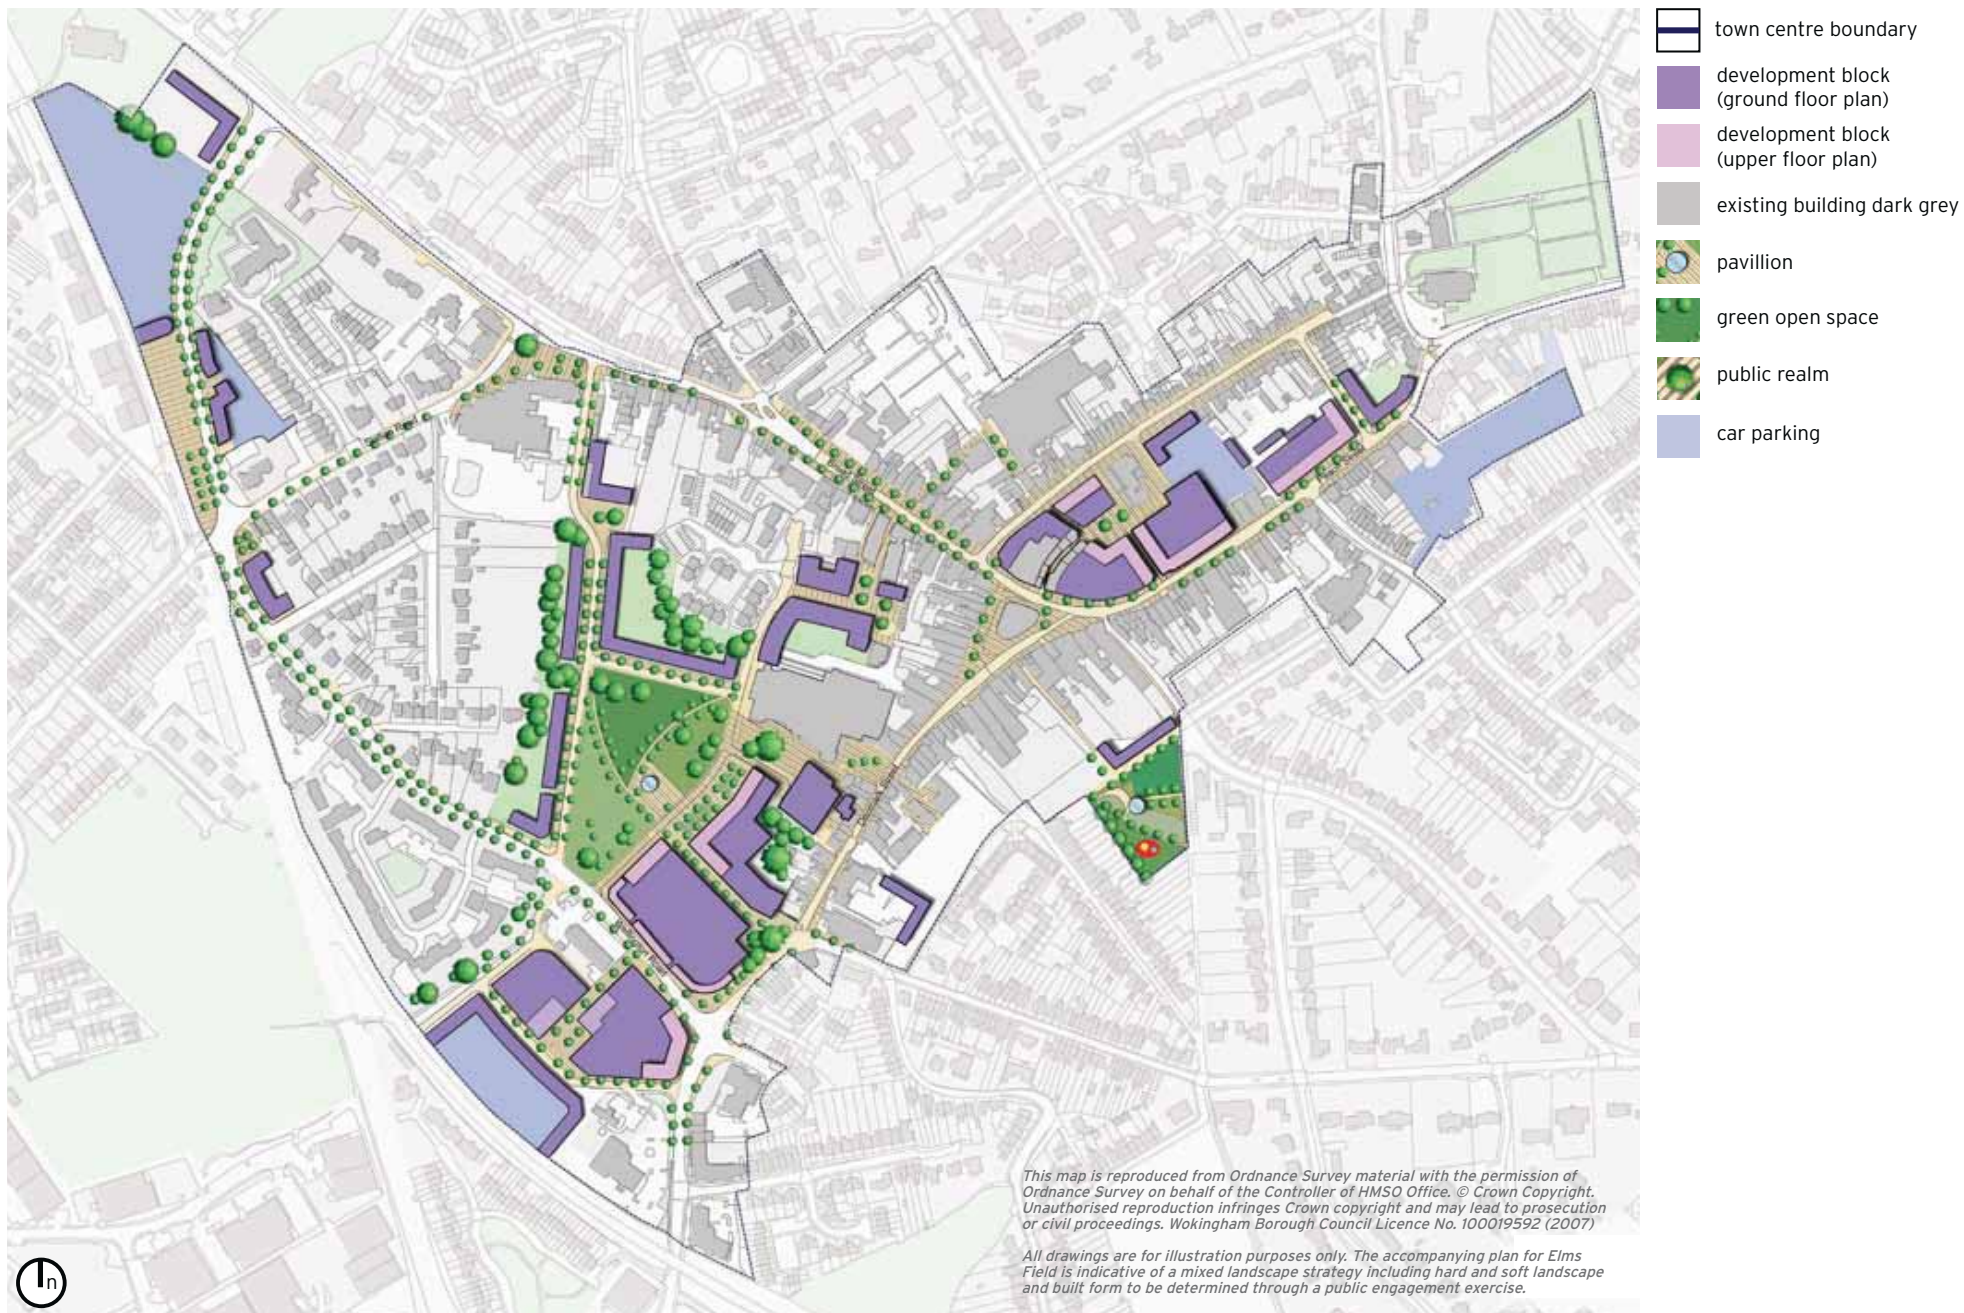 town centre boundary
development block
(ground floor plan)
development block
(upper floor plan)
existing building dark grey
pavillion
green open space
public realm
car parking
This map is reproduced from Ordnance Survey material with the permission of
Ordnance Survey on behalf of the Controller of HMSO Office. © Crown Copyright.
Unauthorised reproduction infringes Crown copyright and may lead to prosecution
or civil proceedings. Wokingham Borough Council Licence No. 100019592 (2007)
All drawings are for illustration purposes only. The accompanying plan for Elms
Field is indicative of a mixed landscape strategy including hard and soft landscape
and built form to be determined through a public engagement exercise.
n